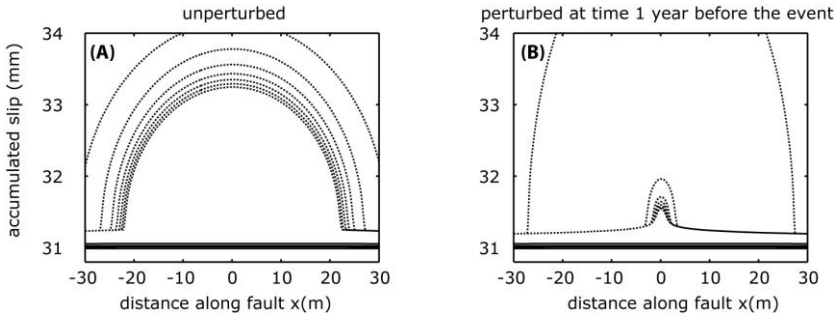 unperturbed
(A)
accumulated slip (mm)
34
33
32
31
-30 -20 -10 0 10 20 30
distance along fault x(m)
perturbed at time 1 year before the event
(B)
34
33
32
31
-30 -20 -10 0 10 20 30
distance along fault x(m)